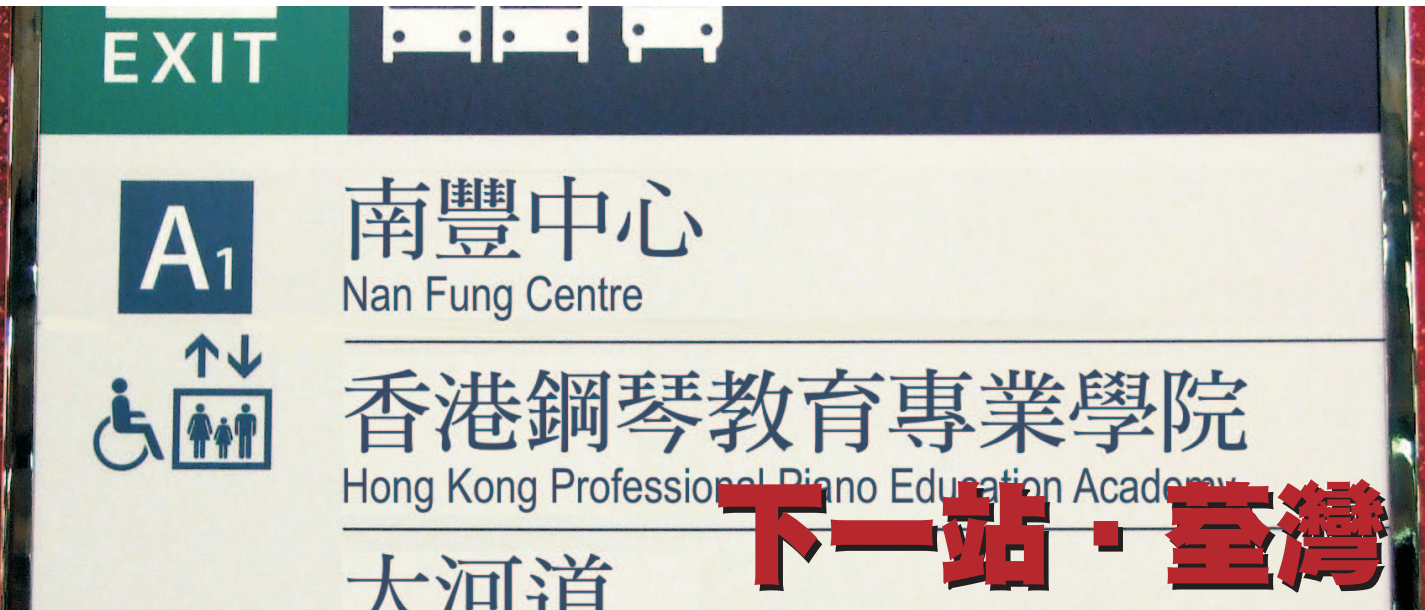 EXIT
A1
南豐中心
Nan Fung Centre
香港鋼琴教育專業學院
Hong Kong Professional Piano Education Academy
下一站·荃灣
大河道